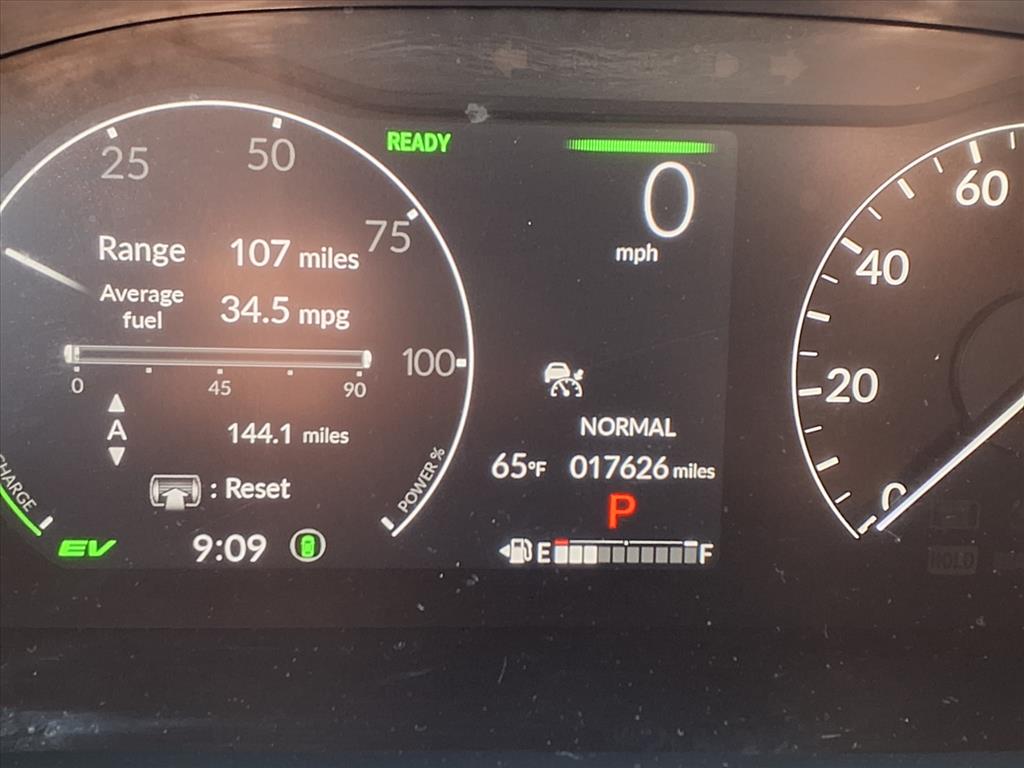 25
50
75
100
Range 107 miles
Average
fuel
34.5 mpg
0 45 90
A 144.1 miles
: Reset
CHARGE
POWER %
EV
9:09
READY
0
mph
NORMAL
65°F 017626 miles
P
E F
60
40
20
0
HOLD